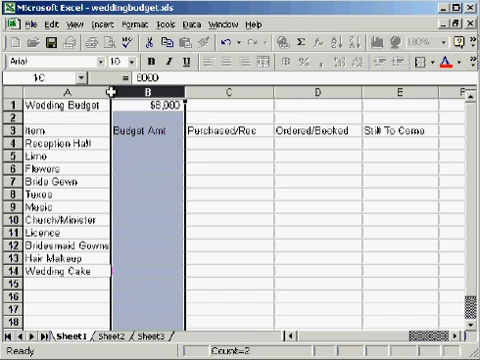 Microsoft Excel - weddingbudget.xls
File Edit View Insert Format Tools Data Window Help
100%
Arial 10 B I U $ %
= 8000
A B C D E F
1 Wedding Budget $8,000
2
3 Item Budget Amt Purchased/Rec Ordered/Booked Still To Come
4 Reception Hall
5 Limo
6 Flowers
7 Bride Gown
8 Tuxes
9 Music
10 Church/Minister
11 Licence
12 Bridesmaid Gowns
13 Hair Makeup
14 Wedding Cake
15
16
17
18
Sheet1 Sheet2 Sheet3
Ready Count=2